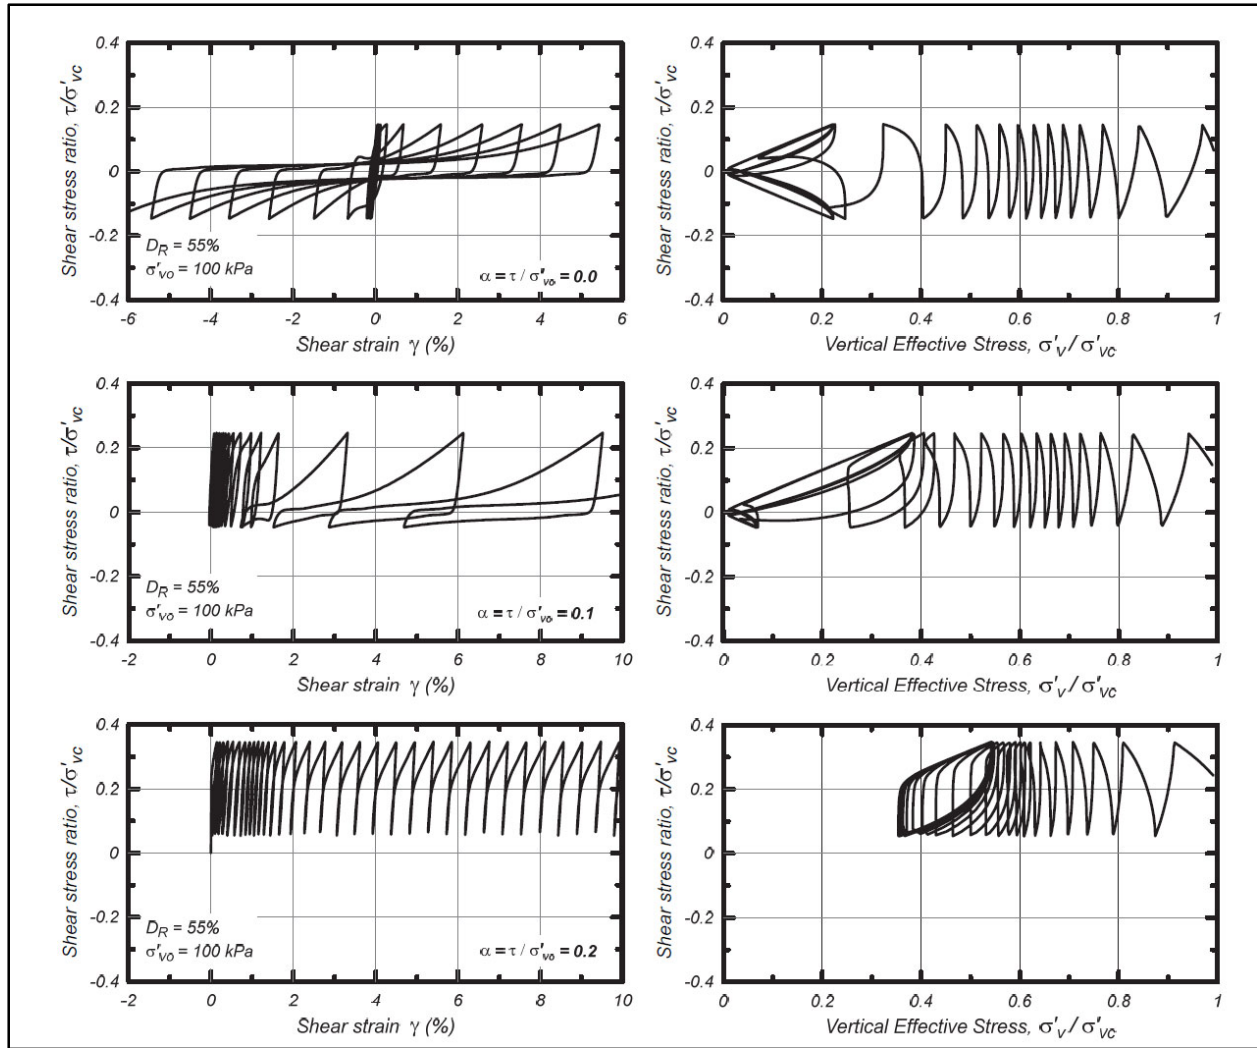 0.4
0.2
0
-0.2
-0.4
Shear stress ratio, τ/σ'vc
D_R = 55%
σ'vo = 100 kPa
α = τ / σ'vo = 0.0
-6 -4 -2 0 2 4 6
Shear strain γ (%)
0.4
0.2
0
-0.2
-0.4
Shear stress ratio, τ/σ'vc
0 0.2 0.4 0.6 0.8 1
Vertical Effective Stress, σ'v / σ'vc
0.4
0.2
0
-0.2
-0.4
Shear stress ratio, τ/σ'vc
D_R = 55%
σ'vo = 100 kPa
α = τ / σ'vo = 0.1
-2 0 2 4 6 8 10
Shear strain γ (%)
0.4
0.2
0
-0.2
-0.4
Shear stress ratio, τ/σ'vc
0 0.2 0.4 0.6 0.8 1
Vertical Effective Stress, σ'v / σ'vc
0.4
0.2
0
-0.2
-0.4
Shear stress ratio, τ/σ'vc
D_R = 55%
σ'vo = 100 kPa
α = τ / σ'vo = 0.2
-2 0 2 4 6 8 10
Shear strain γ (%)
0.4
0.2
0
-0.2
-0.4
Shear stress ratio, τ/σ'vc
0 0.2 0.4 0.6 0.8 1
Vertical Effective Stress, σ'v / σ'vc